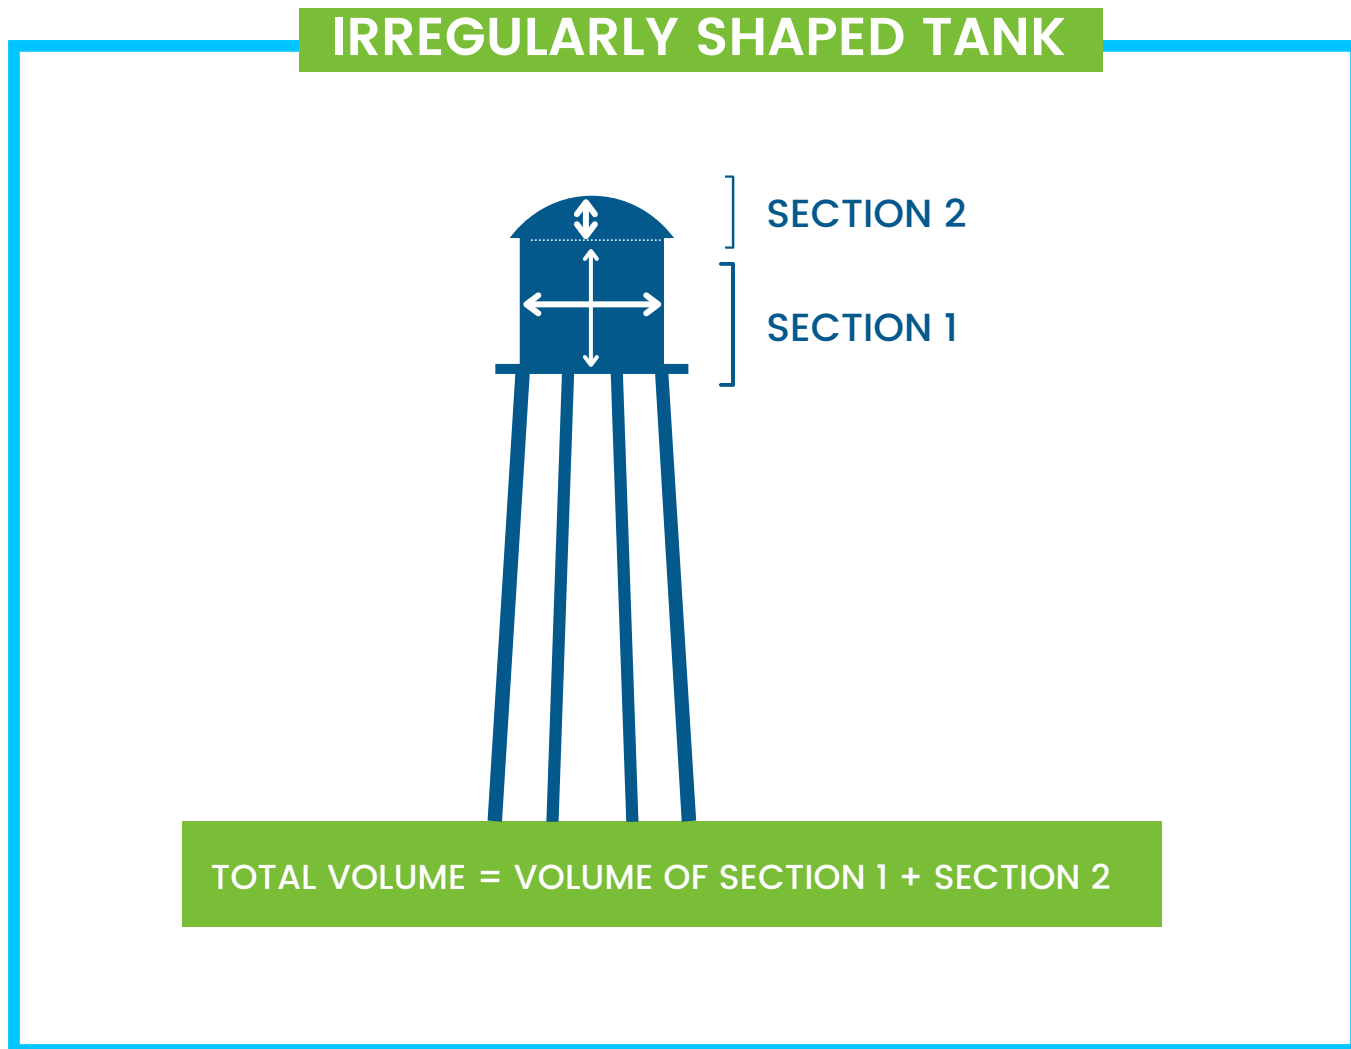 IRREGULARLY SHAPED TANK
SECTION 2
SECTION 1
TOTAL VOLUME = VOLUME OF SECTION 1 + SECTION 2